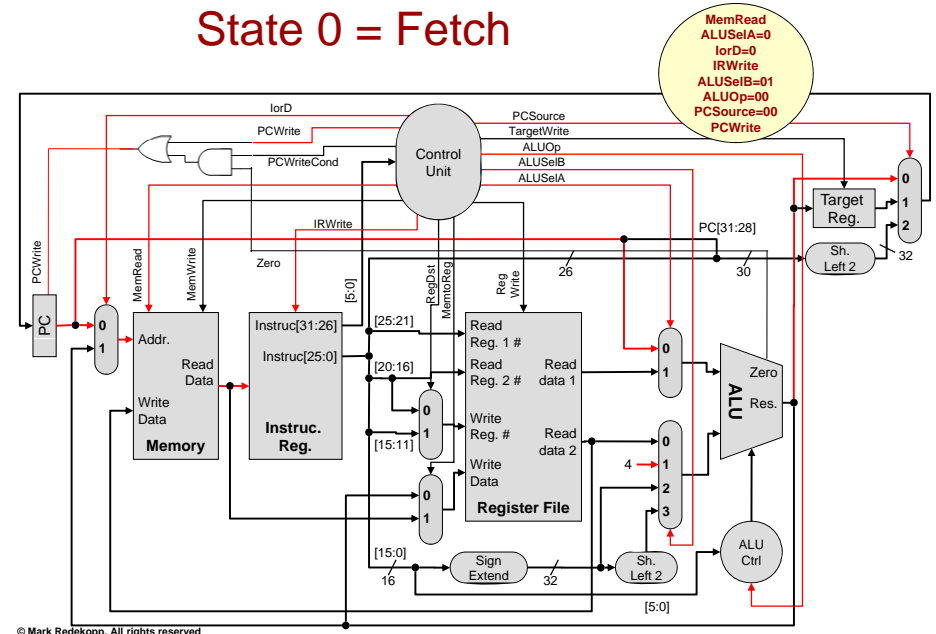 State 0 = Fetch
MemRead
ALUSelA=0
IorD=0
IRWrite
ALUSelB=01
ALUOp=00
PCSource=00
PCWrite
IorD
PCWrite
PCWriteCond
Control
Unit
PCSource
TargetWrite
ALUOp
ALUSelB
ALUSelA
0
1
2
Target
Reg.
PC[31:28]
Sh.
Left 2
32
26
30
PCWrite
MemRead
MemWrite
IRWrite
Zero
[5:0]
RegDst
MemtoReg
Reg
Write
PC
0
1
Addr.
Read
Data
Write
Data
Memory
Instruc[31:26]
Instruc[25:0]
Instruc.
Reg.
[25:21]
[20:16]
[15:11]
0
1
0
1
Read
Reg. 1 #
Read
Reg. 2 #
Write
Reg. #
Write
Data
Read
data 1
Read
data 2
Register File
0
1
4
0
1
2
3
ALU
Zero
Res.
[15:0]
16
Sign
Extend
32
Sh.
Left 2
ALU
Ctrl
[5:0]
© Mark Redekopp, All rights reserved